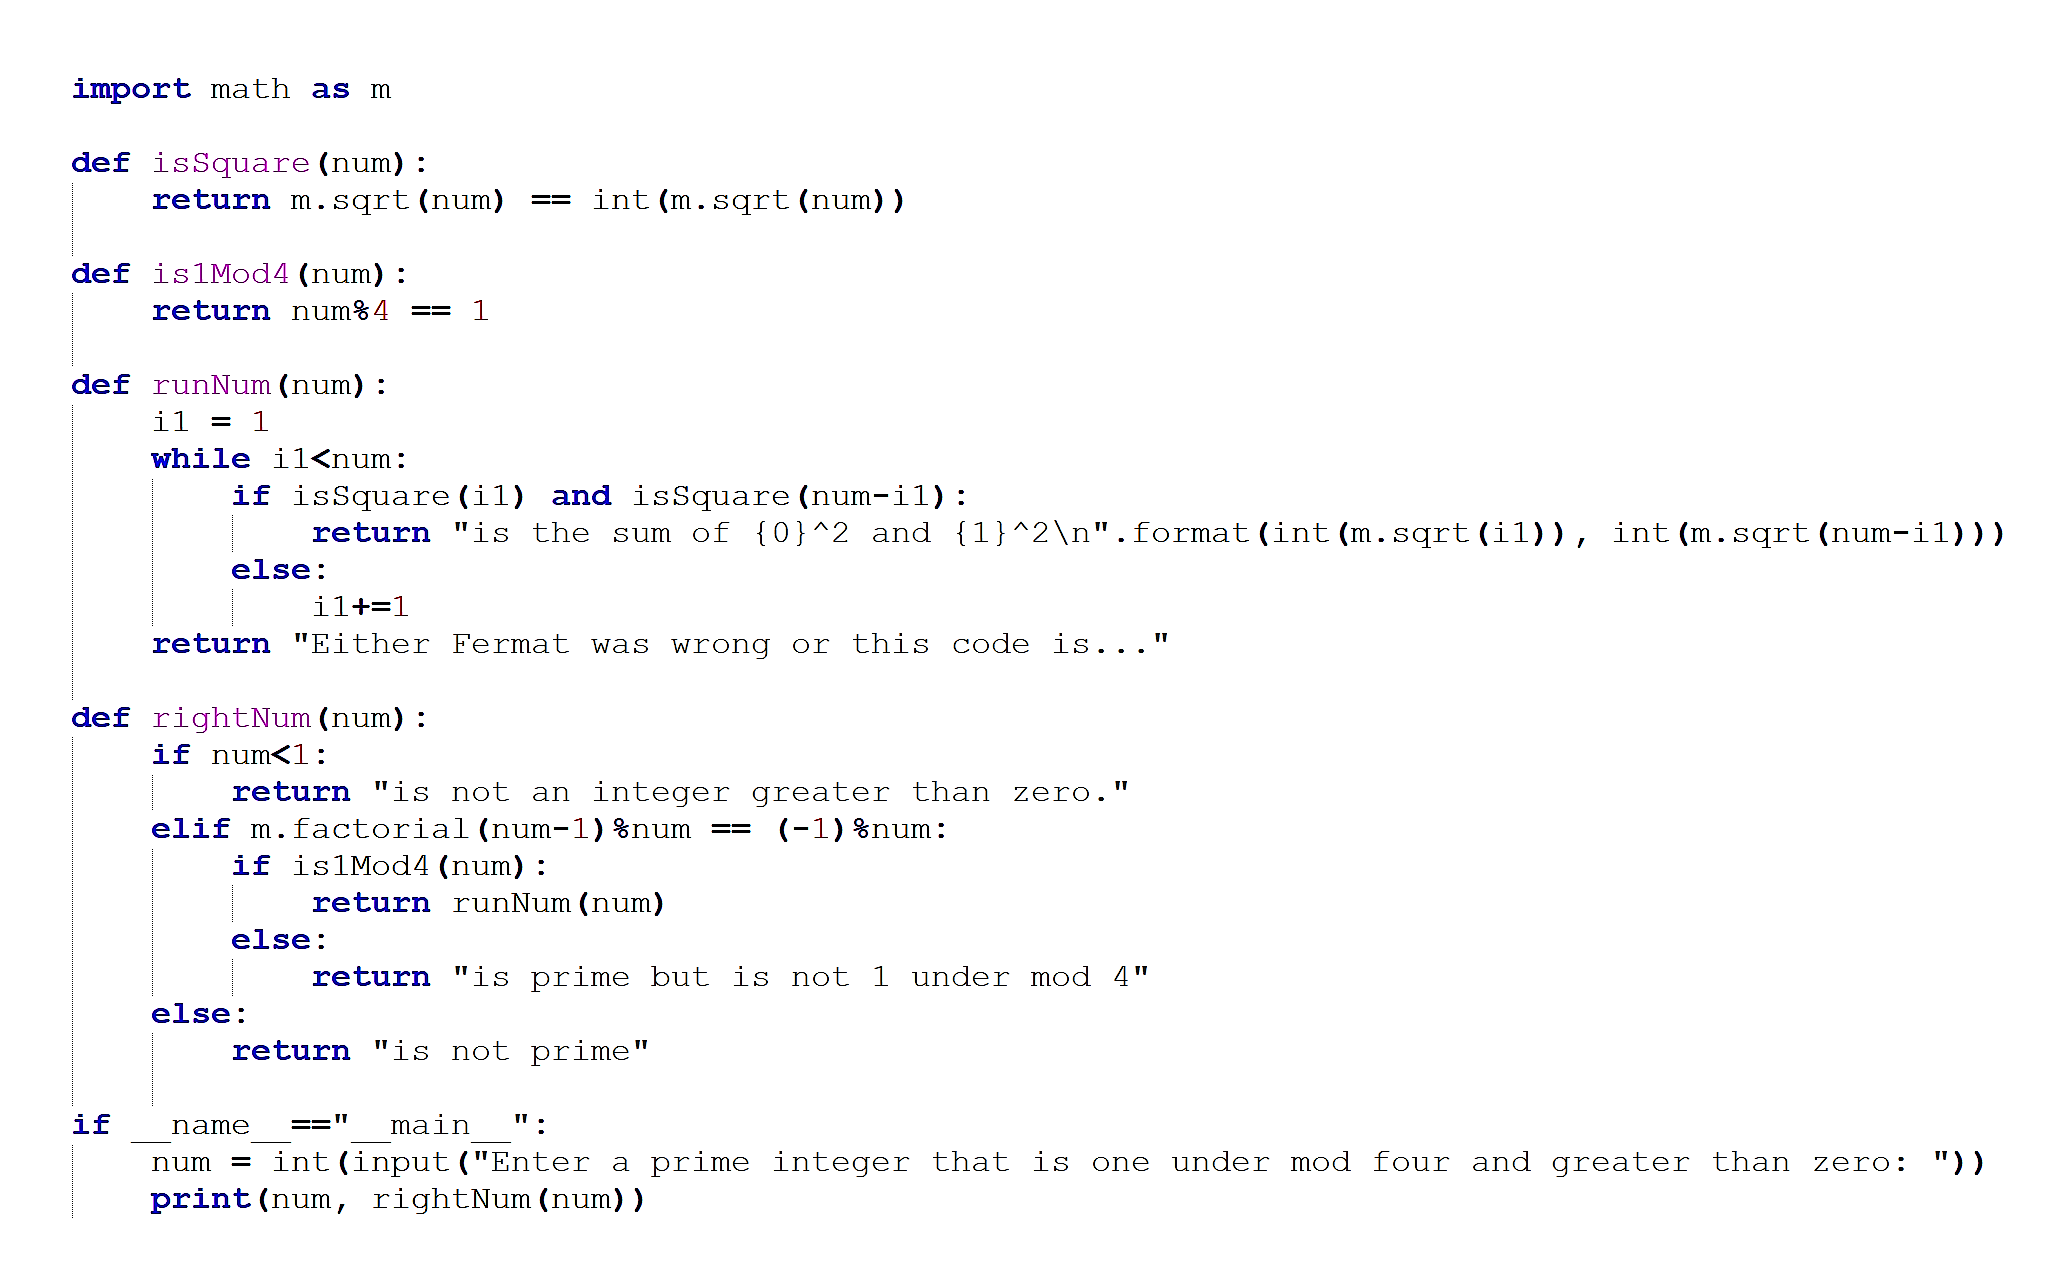 import math as m

def isSquare(num):
    return m.sqrt(num) == int(m.sqrt(num))

def is1Mod4(num):
    return num%4 == 1

def runNum(num):
    i1 = 1
    while i1<num:
        if isSquare(i1) and isSquare(num-i1):
            return "is the sum of {0}^2 and {1}^2\n".format(int(m.sqrt(i1)), int(m.sqrt(num-i1)))
        else:
            i1+=1
    return "Either Fermat was wrong or this code is..."

def rightNum(num):
    if num<1:
        return "is not an integer greater than zero."
    elif m.factorial(num-1)%num == (-1)%num:
        if is1Mod4(num):
            return runNum(num)
        else:
            return "is prime but is not 1 under mod 4"
    else:
        return "is not prime"

if __name__=="__main__":
    num = int(input("Enter a prime integer that is one under mod four and greater than zero: "))
    print(num, rightNum(num))